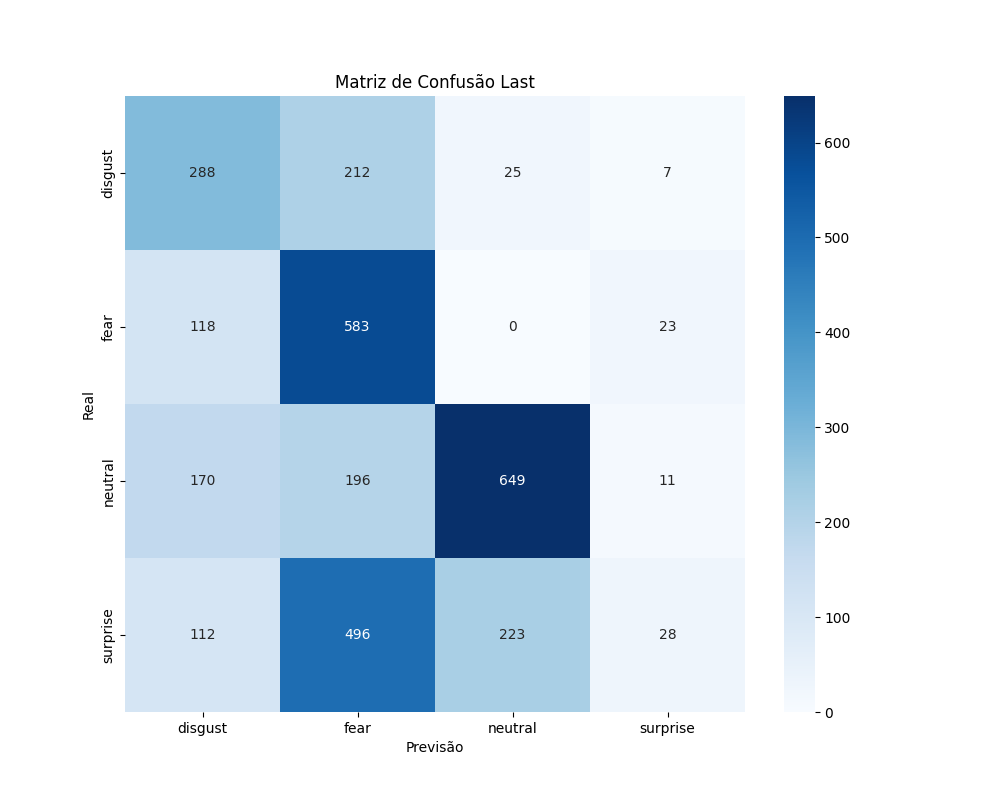 Matriz de Confusão Last
Real
disgust 288 212 25 7
fear 118 583 0 23
neutral 170 196 649 11
surprise 112 496 223 28
disgust fear neutral surprise
Previsão
600
500
400
300
200
100
0